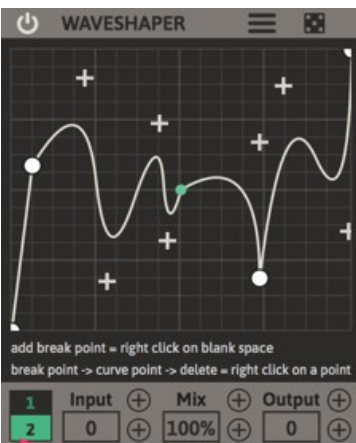 WAVESHAPER
add break point = right click on blank space
break point -> curve point -> delete = right click on a point
1 Input Mix Output
2 0 100% 0